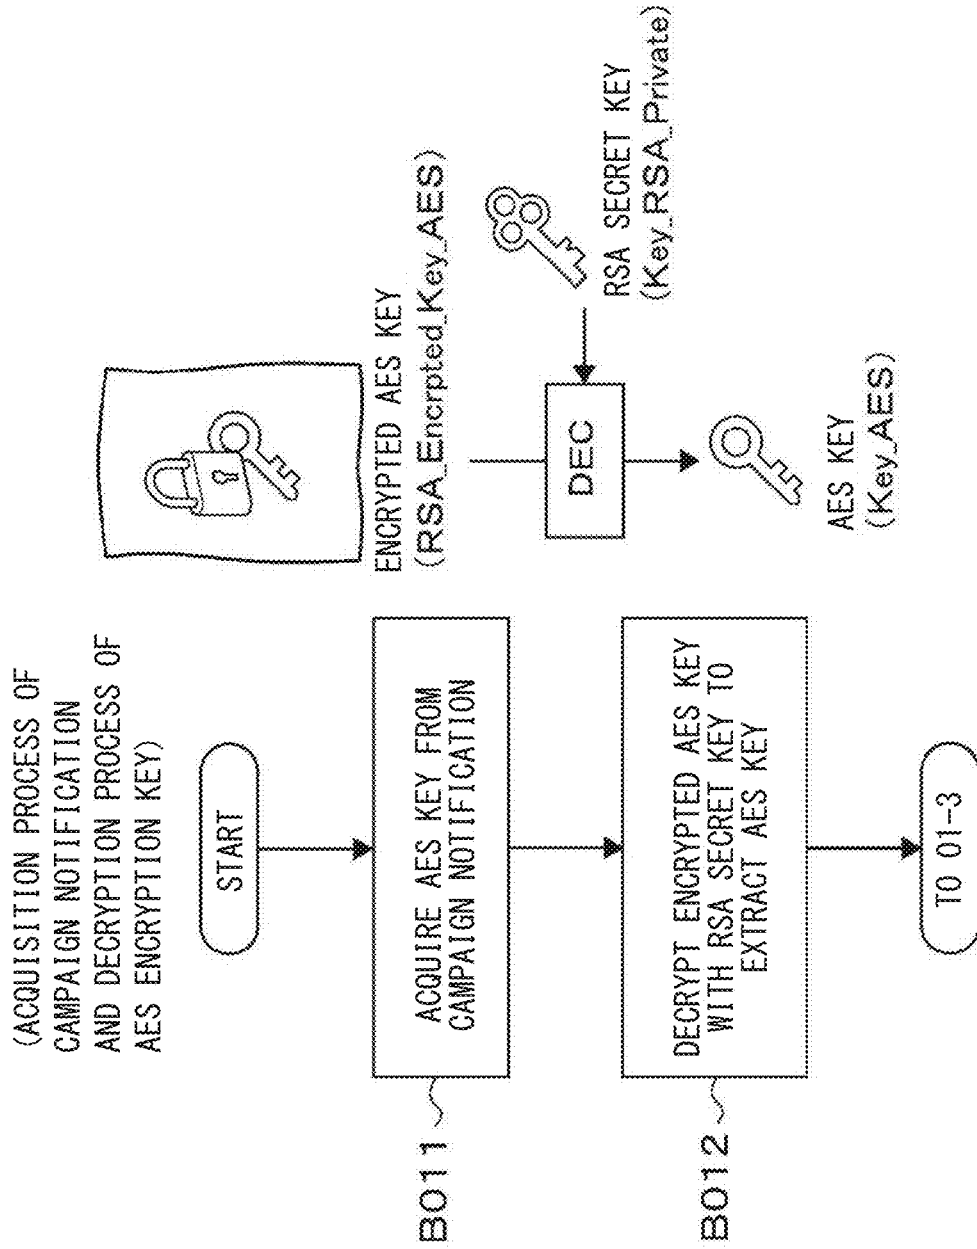 (ACQUISITION PROCESS OF
CAMPAIGN NOTIFICATION
AND DECRYPTION PROCESS OF
AES ENCRYPTION KEY)
START
B011
ACQUIRE AES KEY FROM
CAMPAIGN NOTIFICATION
B012
DECRYPT ENCRYPTED AES KEY
WITH RSA SECRET KEY TO
EXTRACT AES KEY
TO 01-3
ENCRYPTED AES KEY
(RSA_Encrpted_Key_AES)
DEC
RSA SECRET KEY
(Key_RSA_Private)
AES KEY
(Key_AES)